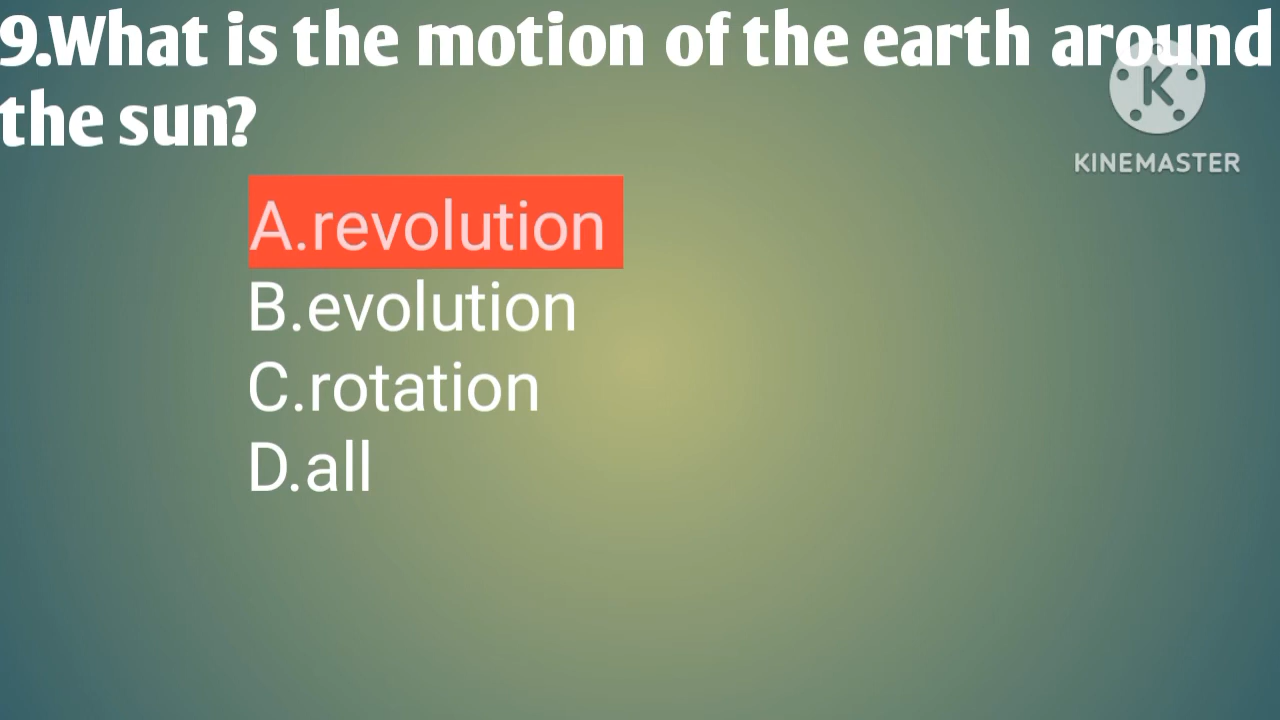 9.What is the motion of the earth around
the sun?
K
KINEMASTER
A.revolution
B.evolution
C.rotation
D.all